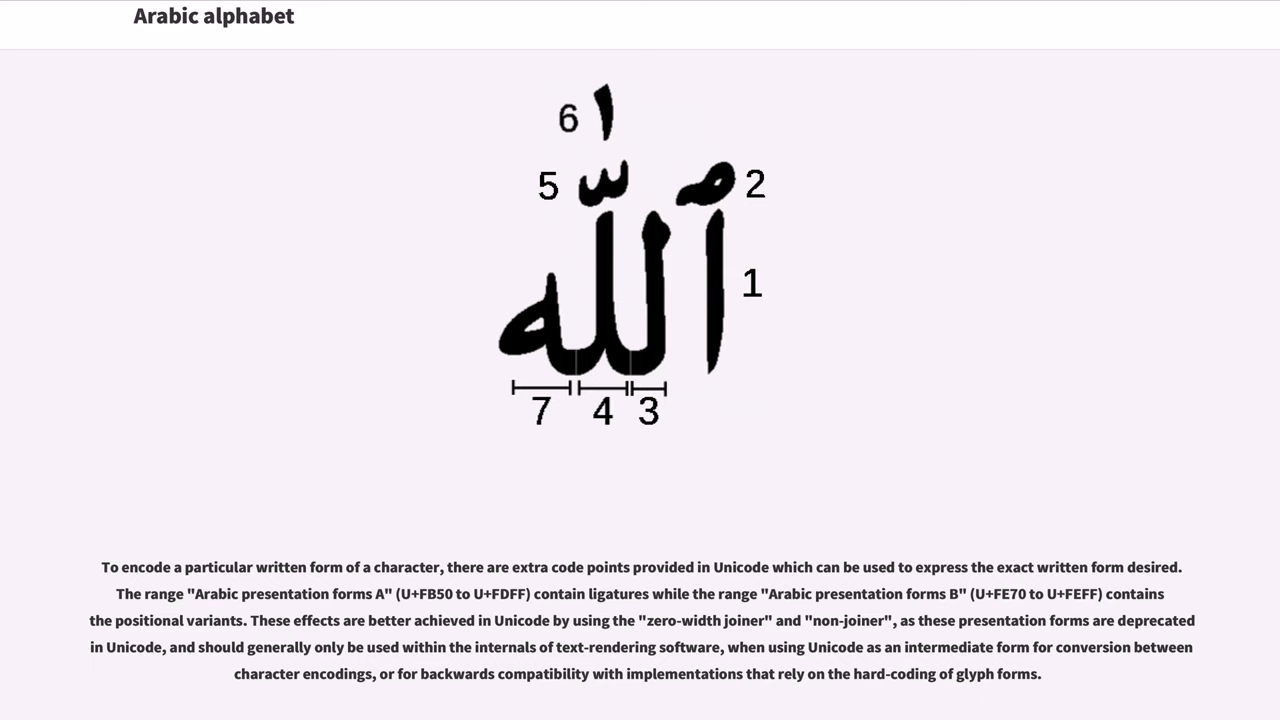 Arabic alphabet
6
5
2
ٱللّٰه
1
7 4 3
To encode a particular written form of a character, there are extra code points provided in Unicode which can be used to express the exact written form desired.
The range "Arabic presentation forms A" (U+FB50 to U+FDFF) contain ligatures while the range "Arabic presentation forms B" (U+FE70 to U+FEFF) contains
the positional variants. These effects are better achieved in Unicode by using the "zero-width joiner" and "non-joiner", as these presentation forms are deprecated
in Unicode, and should generally only be used within the internals of text-rendering software, when using Unicode as an intermediate form for conversion between
character encodings, or for backwards compatibility with implementations that rely on the hard-coding of glyph forms.